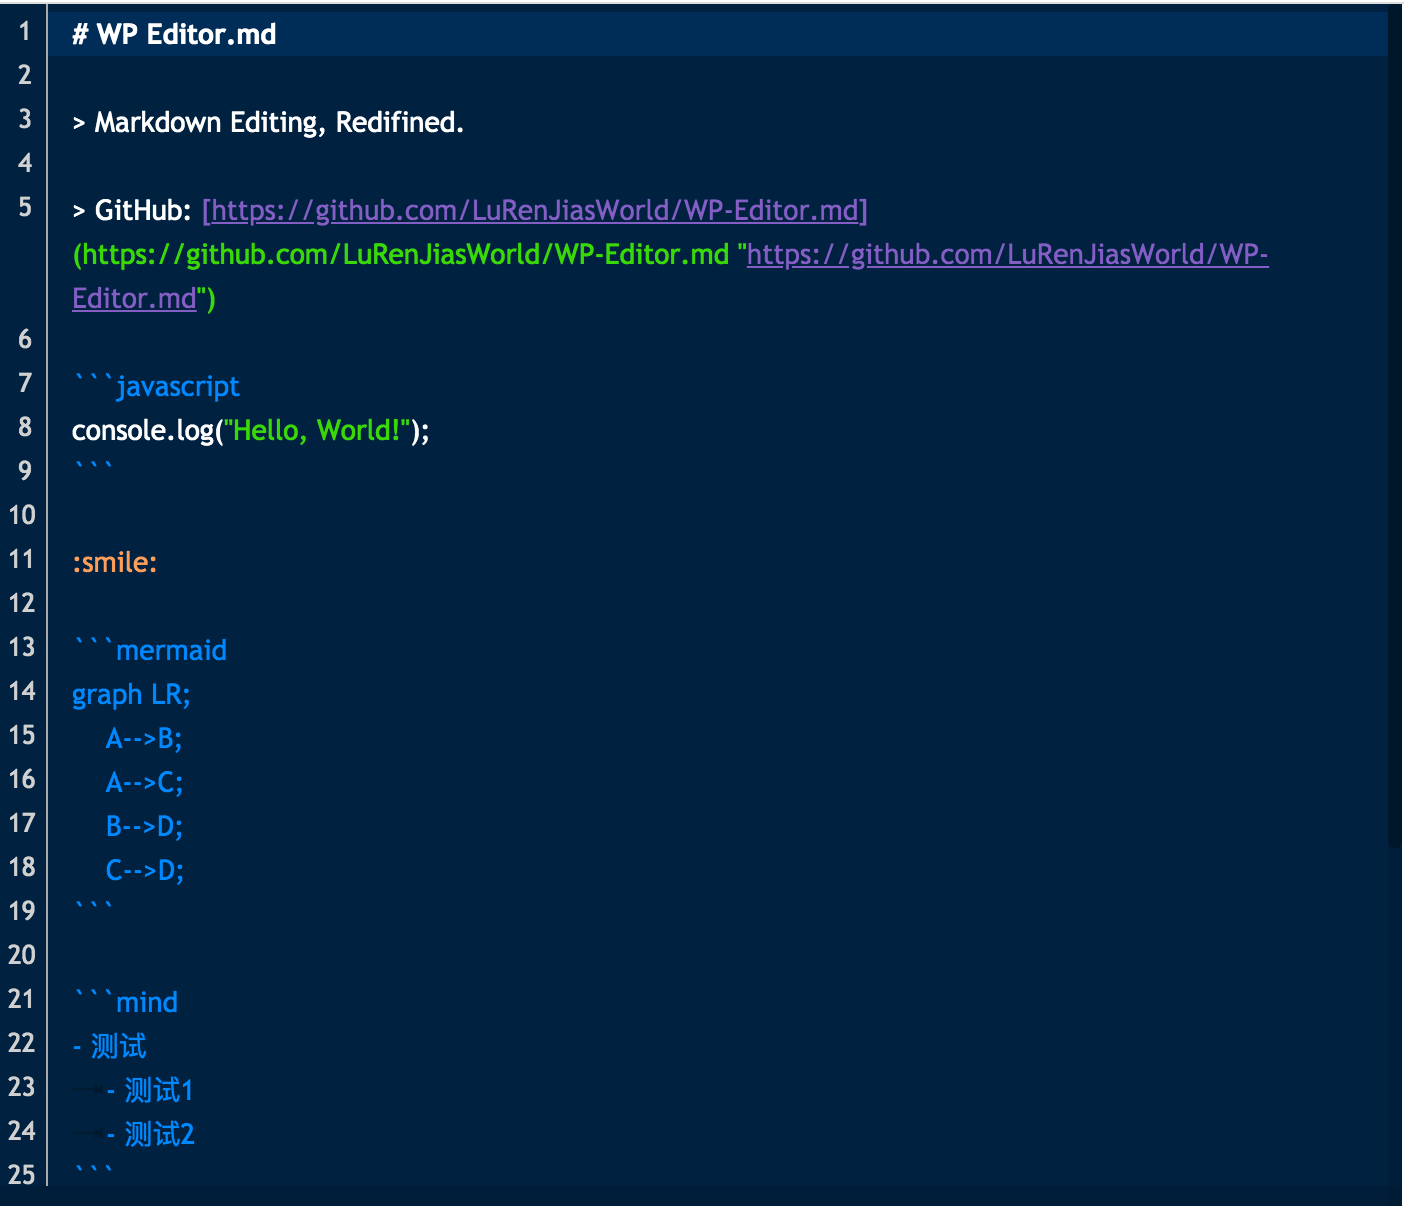 1 # WP Editor.md
2
3 > Markdown Editing, Redifined.
4
5 > GitHub: [https://github.com/LuRenJiasWorld/WP-Editor.md]
(https://github.com/LuRenJiasWorld/WP-Editor.md "https://github.com/LuRenJiasWorld/WP-
Editor.md")
6
7 ```javascript
8 console.log("Hello, World!");
9 ```
10
11 :smile:
12
13 ```mermaid
14 graph LR;
15     A-->B;
16     A-->C;
17     B-->D;
18     C-->D;
19 ```
20
21 ```mind
22 - 测试
23     - 测试1
24     - 测试2
25 ```